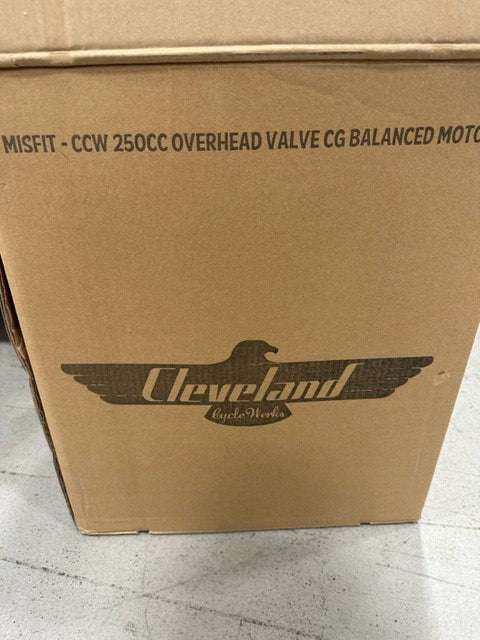 MISFIT - CCW 250CC OVERHEAD VALVE CG BALANCED MOTO
Cleveland
CycleWerks